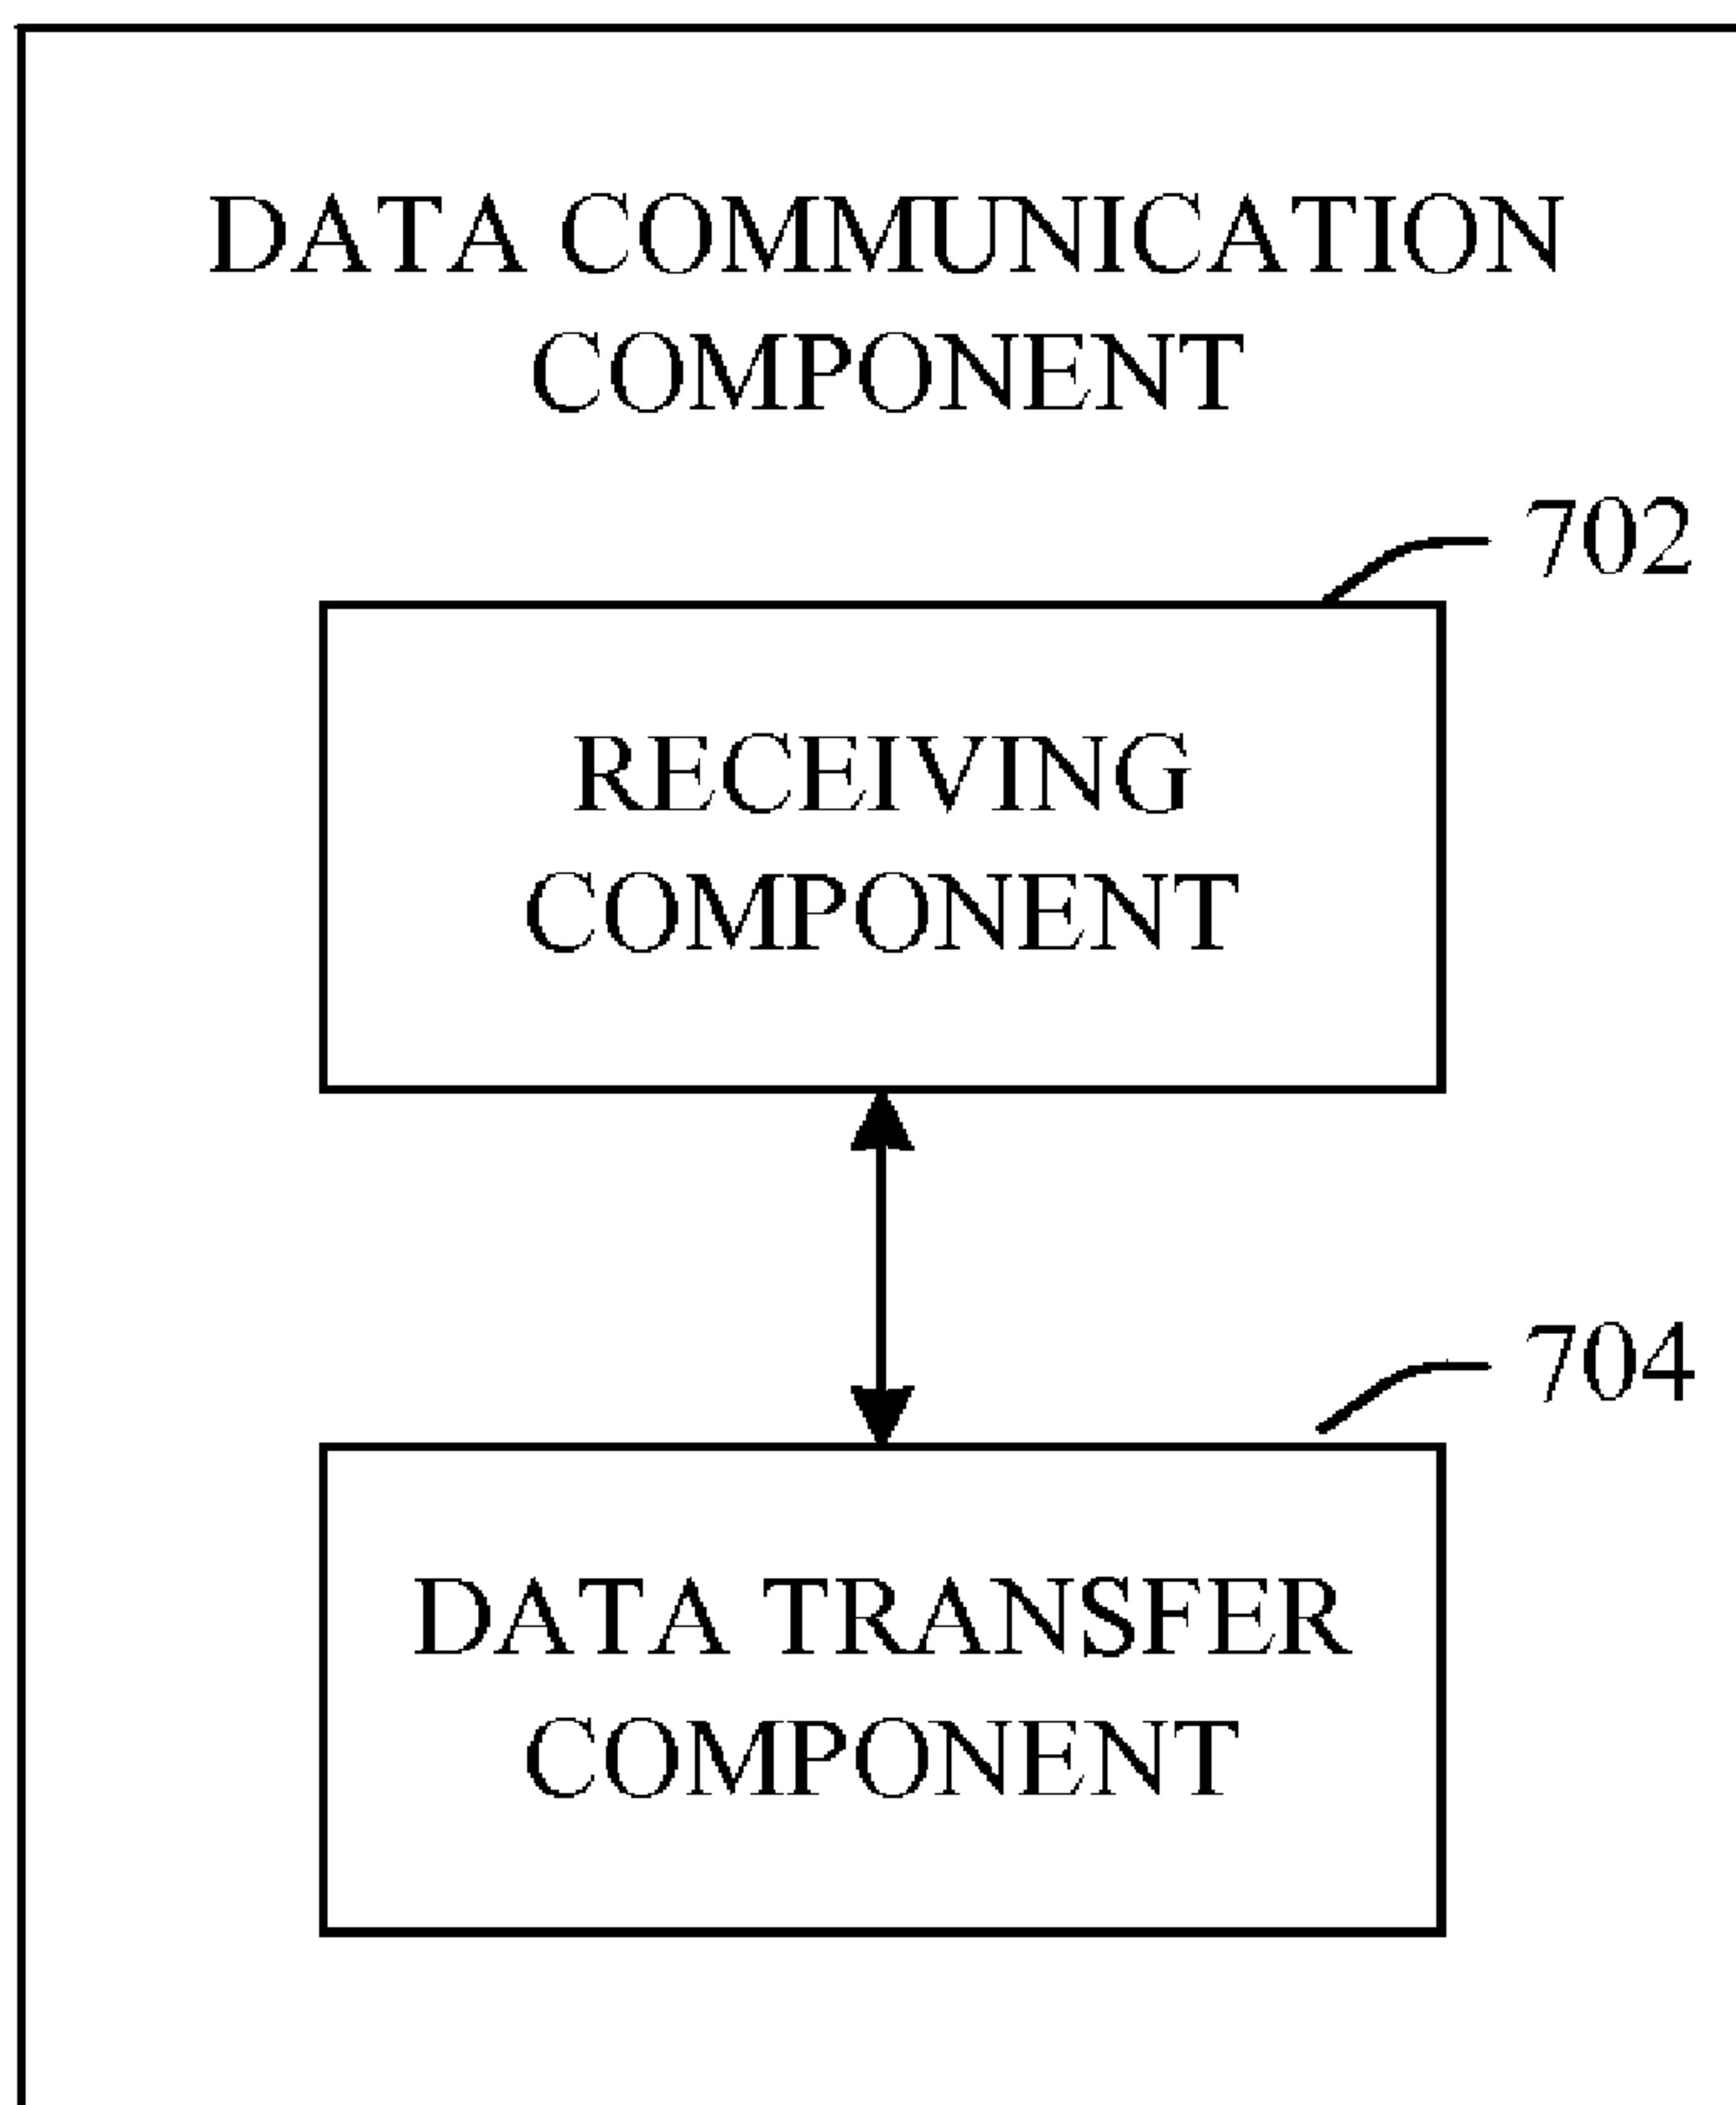 DATA COMMUNICATION
COMPONENT
702
RECEIVING
COMPONENT
704
DATA TRANSFER
COMPONENT